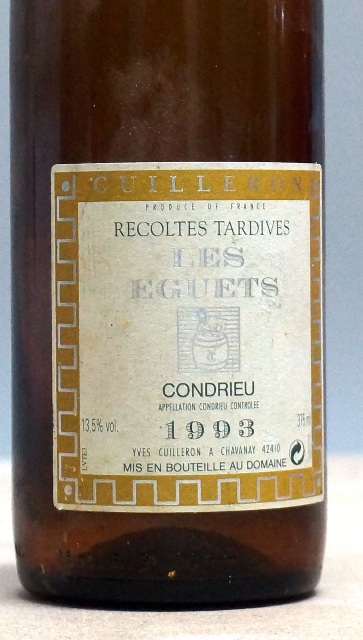 CUILLERON
PRODUCE OF FRANCE
RECOLTES TARDIVES
LES
EGUETS
CONDRIEU
APPELLATION CONDRIEU CONTROLEE
13,5% vol. 1993 375 ml
YVES CUILLERON A CHAVANAY 42410
MIS EN BOUTEILLE AU DOMAINE